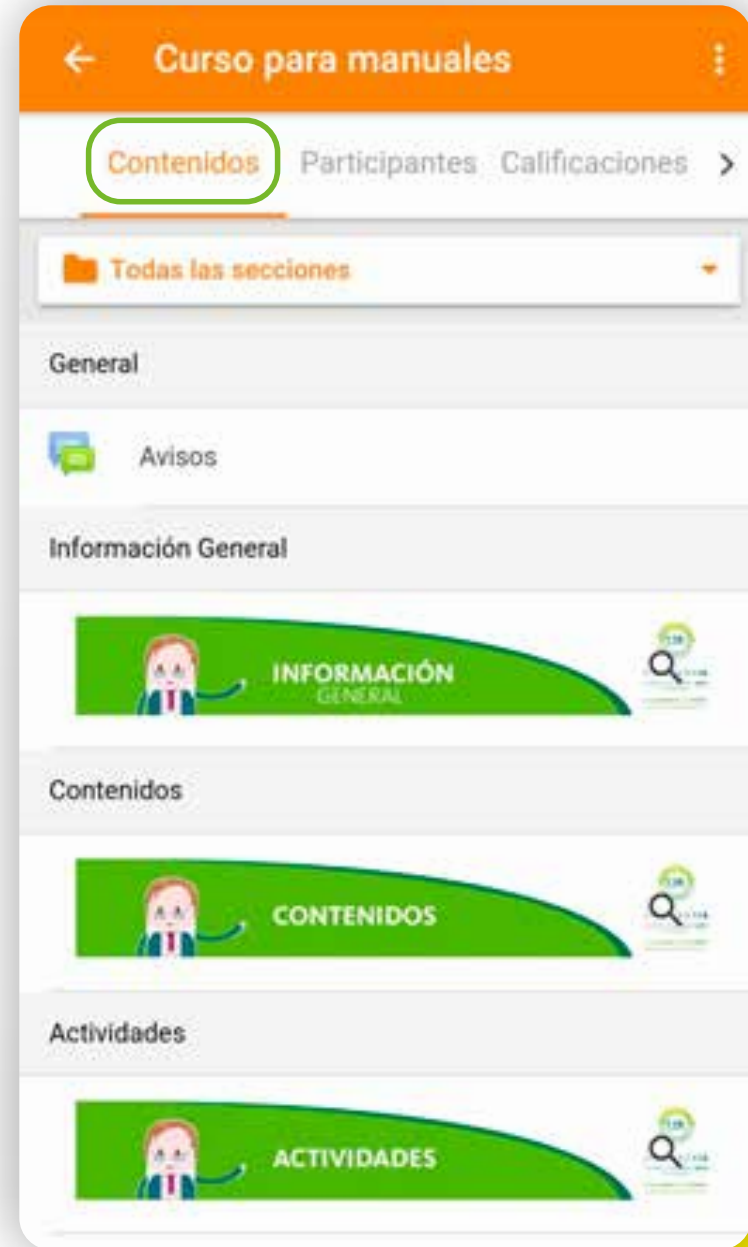 Curso para manuales
Contenidos Participantes Calificaciones
Todas las secciones
General
Avisos
Información General
INFORMACIÓN
GENERAL
Contenidos
CONTENIDOS
Actividades
ACTIVIDADES